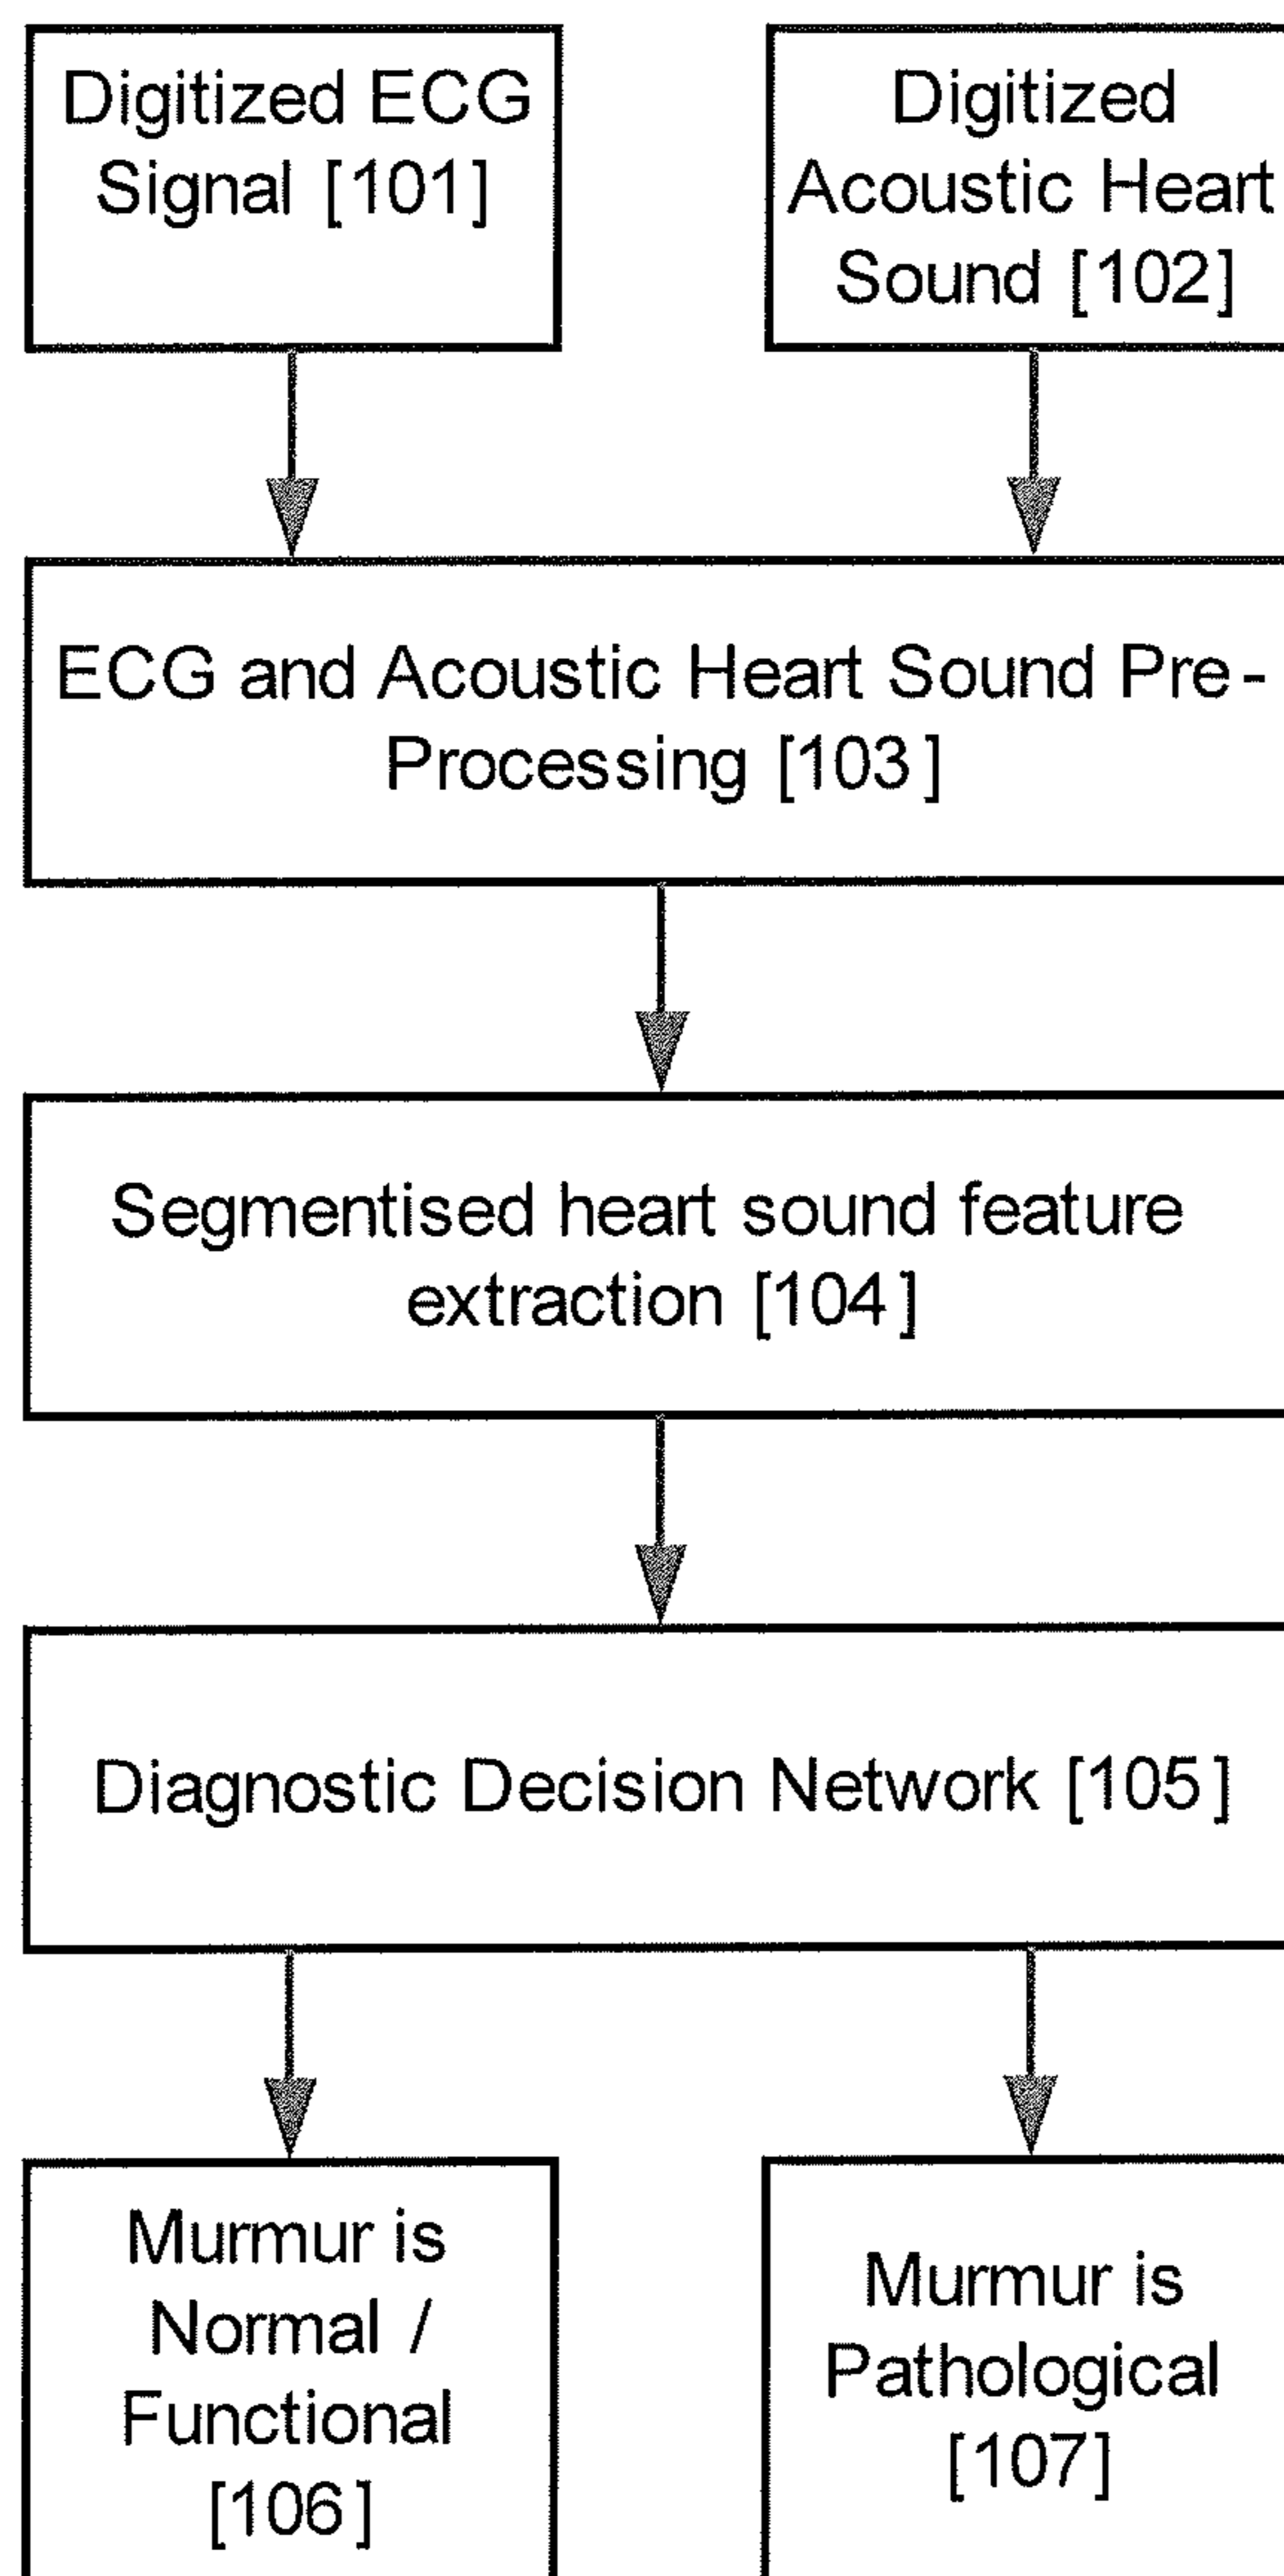 Digitized ECG
Signal [101]
Digitized
Acoustic Heart
Sound [102]
ECG and Acoustic Heart Sound Pre-
Processing [103]
Segmentised heart sound feature
extraction [104]
Diagnostic Decision Network [105]
Murmur is
Normal /
Functional
[106]
Murmur is
Pathological
[107]